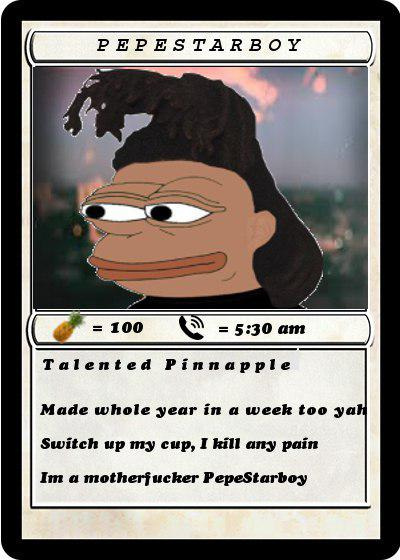 PEPESTARBOY
= 100 = 5:30 am
Talented Pinnapple
Made whole year in a week too yah
Switch up my cup, I kill any pain
Im a motherfucker PepeStarboy